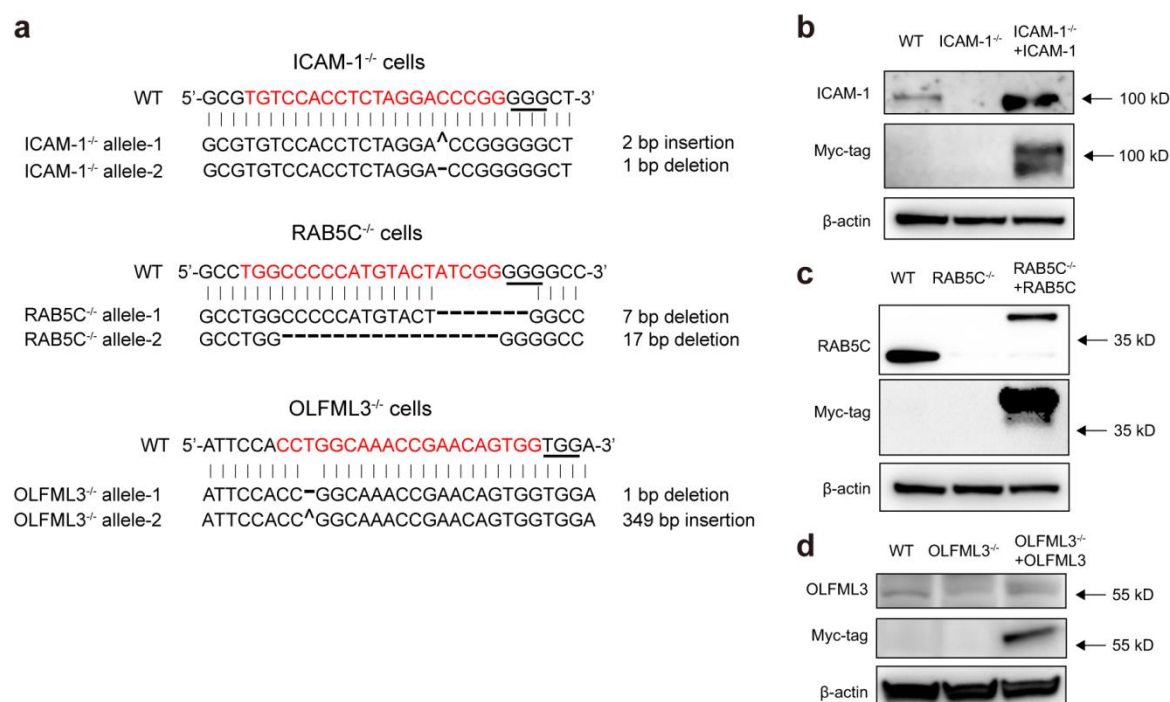 a
ICAM-1-/- cells
WT 5'-GCGTGTCCACCTCTAGGACCCGGGGGCT-3'
ICAM-1-/- allele-1 GCGTGTCCACCTCTAGGA^CCGGGGGCT 2 bp insertion
ICAM-1-/- allele-2 GCGTGTCCACCTCTAGGA-CCGGGGGCT 1 bp deletion
RAB5C-/- cells
WT 5'-GCCTGGCCCCCATGTACTATCGGGGGGCC-3'
RAB5C-/- allele-1 GCCTGGCCCCCATGTACT-------GGCC 7 bp deletion
RAB5C-/- allele-2 GCCTGG-----------------GGGGCC 17 bp deletion
OLFML3-/- cells
WT 5'-ATTCCACCTGGCAAACCGAACAGTGGTGGA-3'
OLFML3-/- allele-1 ATTCCACC-GGCAAACCGAACAGTGGTGGA 1 bp deletion
OLFML3-/- allele-2 ATTCCACC^GGCAAACCGAACAGTGGTGGA 349 bp insertion
b
WT ICAM-1-/- ICAM-1-/-
+ICAM-1
ICAM-1 100 kD
Myc-tag 100 kD
β-actin
c
WT RAB5C-/- RAB5C-/-
+RAB5C
RAB5C 35 kD
Myc-tag 35 kD
β-actin
d
WT OLFML3-/- OLFML3-/-
+OLFML3
OLFML3 55 kD
Myc-tag 55 kD
β-actin